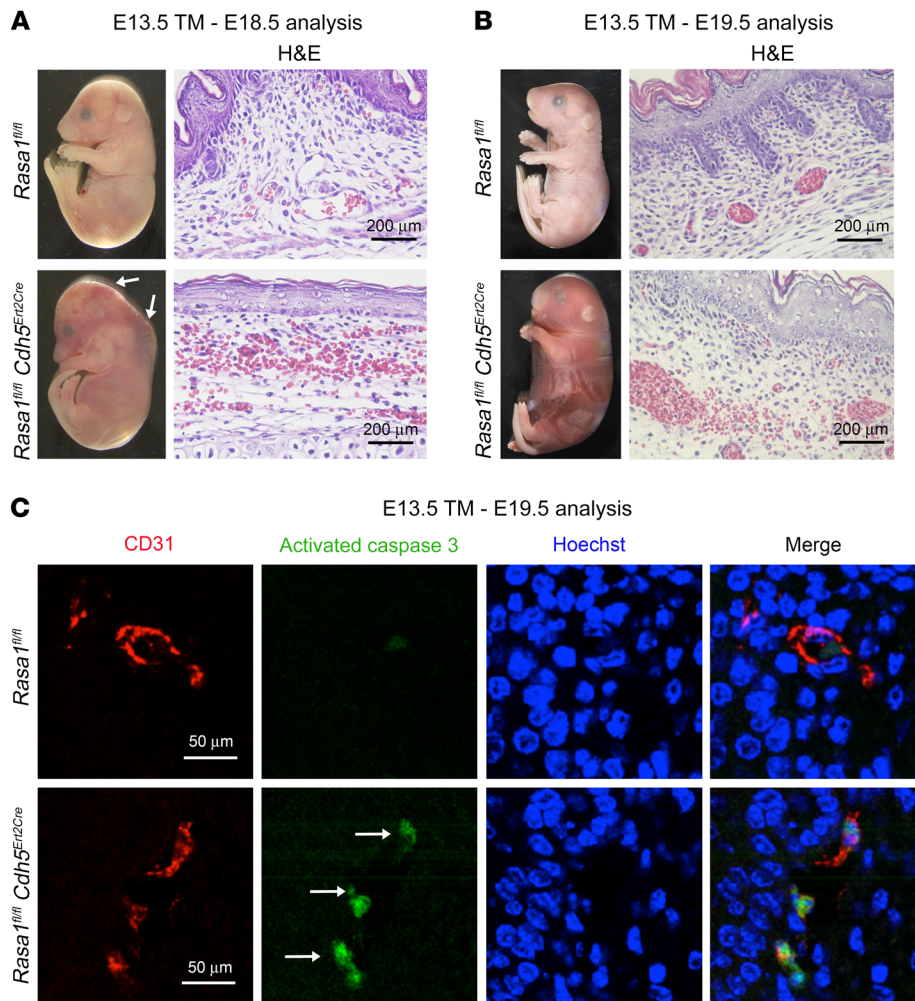 A
E13.5 TM - E18.5 analysis
H&E
Rasa1fl/fl
200 μm
Rasa1fl/fl Cdh5Ert2Cre
200 μm
B
E13.5 TM - E19.5 analysis
H&E
Rasa1fl/fl
200 μm
Rasa1fl/fl Cdh5Ert2Cre
200 μm
C
E13.5 TM - E19.5 analysis
CD31 Activated caspase 3 Hoechst Merge
Rasa1fl/fl
50 μm
Rasa1fl/fl Cdh5Ert2Cre
50 μm